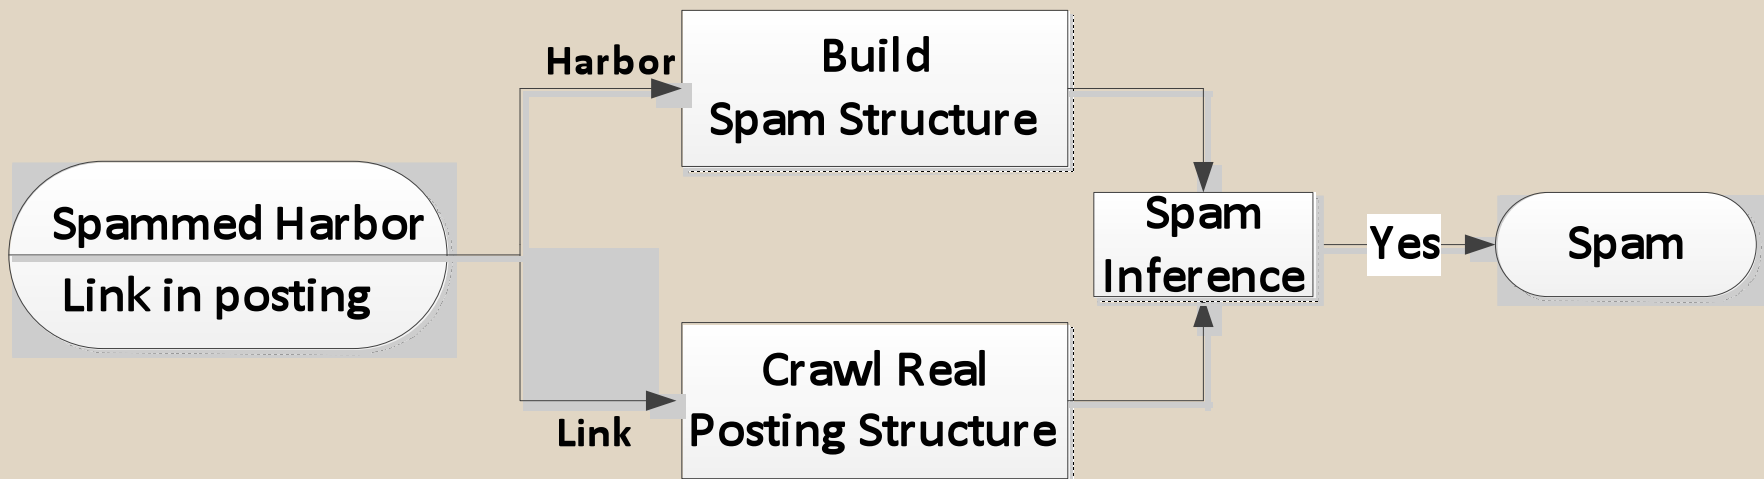 Spammed Harbor
Link in posting
Harbor
Build
Spam Structure
Link
Crawl Real
Posting Structure
Spam
Inference
Yes
Spam